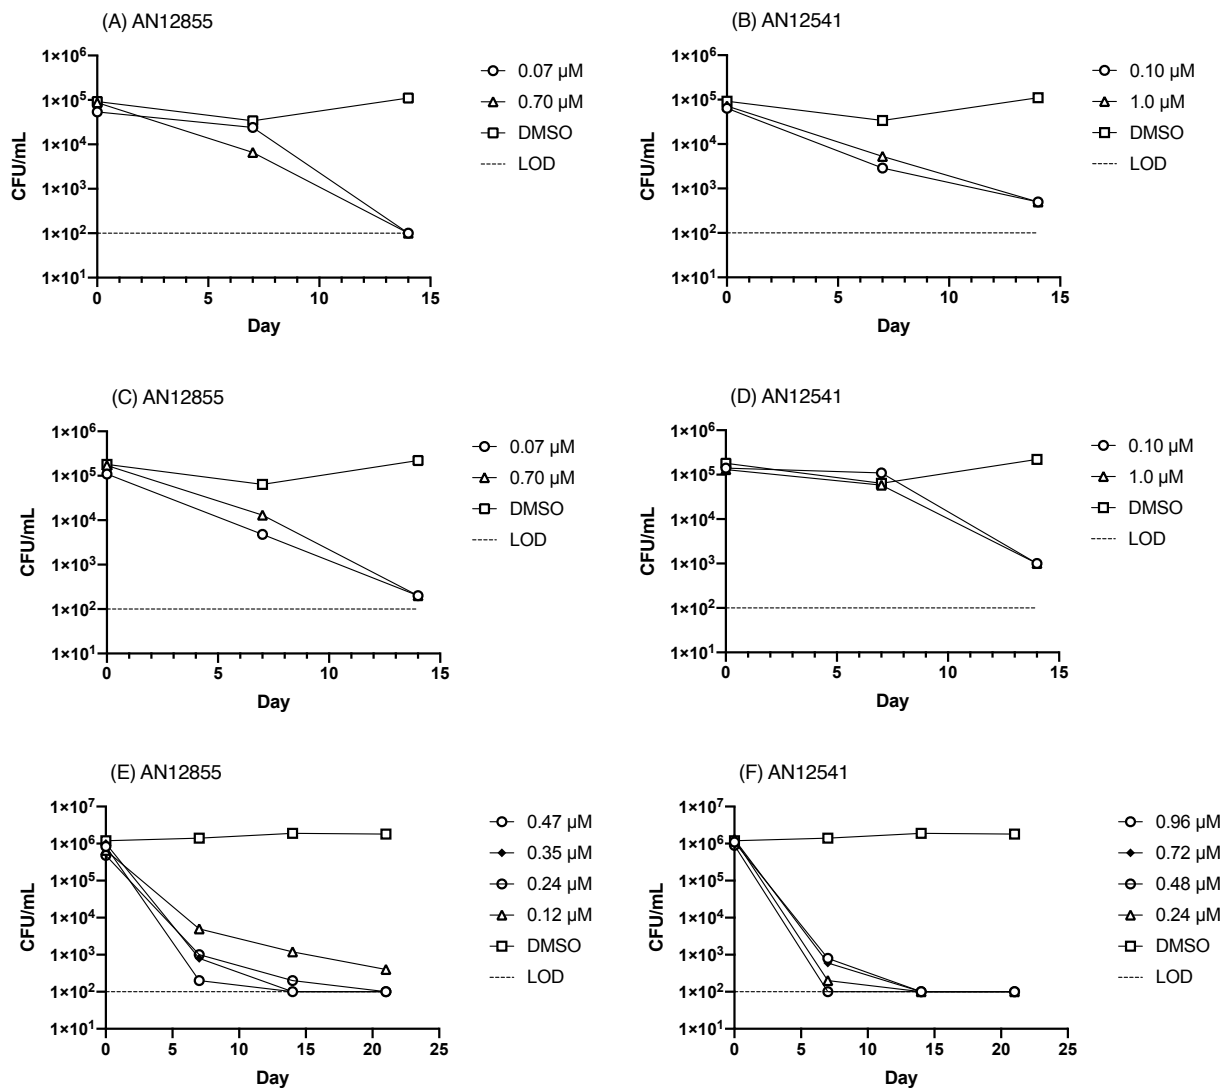 (A) AN12855
1×10⁶
1×10⁵
1×10⁴
1×10³
1×10²
1×10¹
CFU/mL
0
5
10
15
Day
0.07 µM
0.70 µM
DMSO
LOD
(B) AN12541
1×10⁶
1×10⁵
1×10⁴
1×10³
1×10²
1×10¹
CFU/mL
0
5
10
15
Day
0.10 µM
1.0 µM
DMSO
LOD
(C) AN12855
1×10⁶
1×10⁵
1×10⁴
1×10³
1×10²
1×10¹
CFU/mL
0
5
10
15
Day
0.07 µM
0.70 µM
DMSO
LOD
(D) AN12541
1×10⁶
1×10⁵
1×10⁴
1×10³
1×10²
1×10¹
CFU/mL
0
5
10
15
Day
0.10 µM
1.0 µM
DMSO
LOD
(E) AN12855
1×10⁷
1×10⁶
1×10⁵
1×10⁴
1×10³
1×10²
1×10¹
CFU/mL
0
5
10
15
20
25
Day
0.47 µM
0.35 µM
0.24 µM
0.12 µM
DMSO
LOD
(F) AN12541
1×10⁷
1×10⁶
1×10⁵
1×10⁴
1×10³
1×10²
1×10¹
CFU/mL
0
5
10
15
20
25
Day
0.96 µM
0.72 µM
0.48 µM
0.24 µM
DMSO
LOD